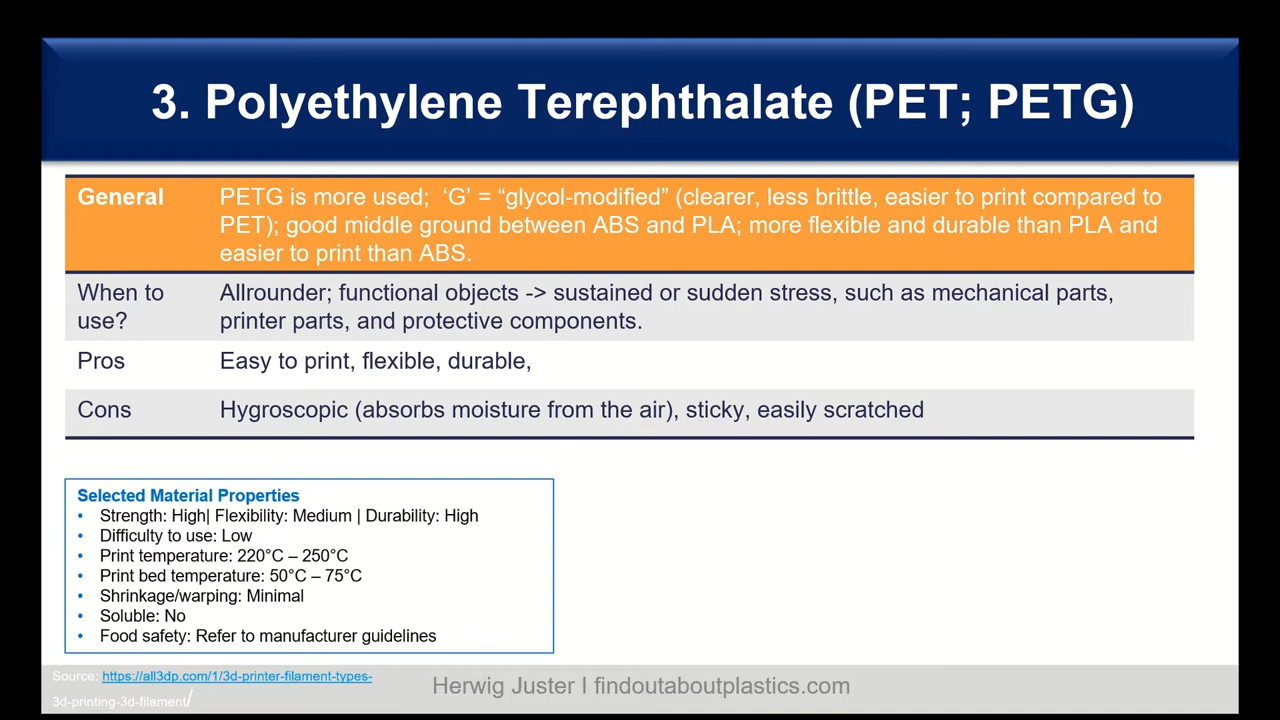 3. Polyethylene Terephthalate (PET; PETG)
General
PETG is more used;  ‘G’ = “glycol-modified” (clearer, less brittle, easier to print compared to
PET); good middle ground between ABS and PLA; more flexible and durable than PLA and
easier to print than ABS.
When to
use?
Allrounder; functional objects -> sustained or sudden stress, such as mechanical parts,
printer parts, and protective components.
Pros
Easy to print, flexible, durable,
Cons
Hygroscopic (absorbs moisture from the air), sticky, easily scratched
Selected Material Properties
• Strength: High| Flexibility: Medium | Durability: High
• Difficulty to use: Low
• Print temperature: 220°C – 250°C
• Print bed temperature: 50°C – 75°C
• Shrinkage/warping: Minimal
• Soluble: No
• Food safety: Refer to manufacturer guidelines
Source: https://all3dp.com/1/3d-printer-filament-types-
3d-printing-3d-filament/
Herwig Juster I findoutaboutplastics.com